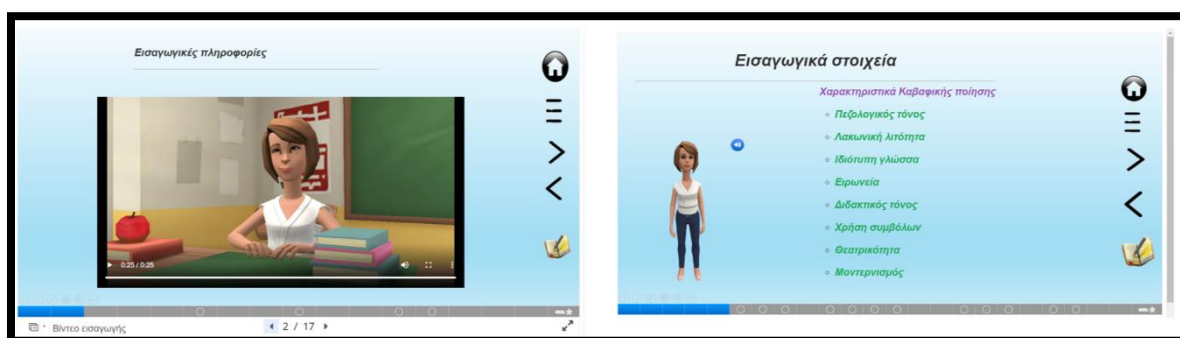 Εισαγωγικές πληροφορίες
0:25 / 0:25
Βίντεο εισαγωγής
2 / 17
Εισαγωγικά στοιχεία
Χαρακτηριστικά Καβαφικής ποίησης
Πεζολογικός τόνος
Λακωνική λιτότητα
Ιδιότυπη γλώσσα
Ειρωνεία
Διδακτικός τόνος
Χρήση συμβόλων
Θεατρικότητα
Μοντερνισμός